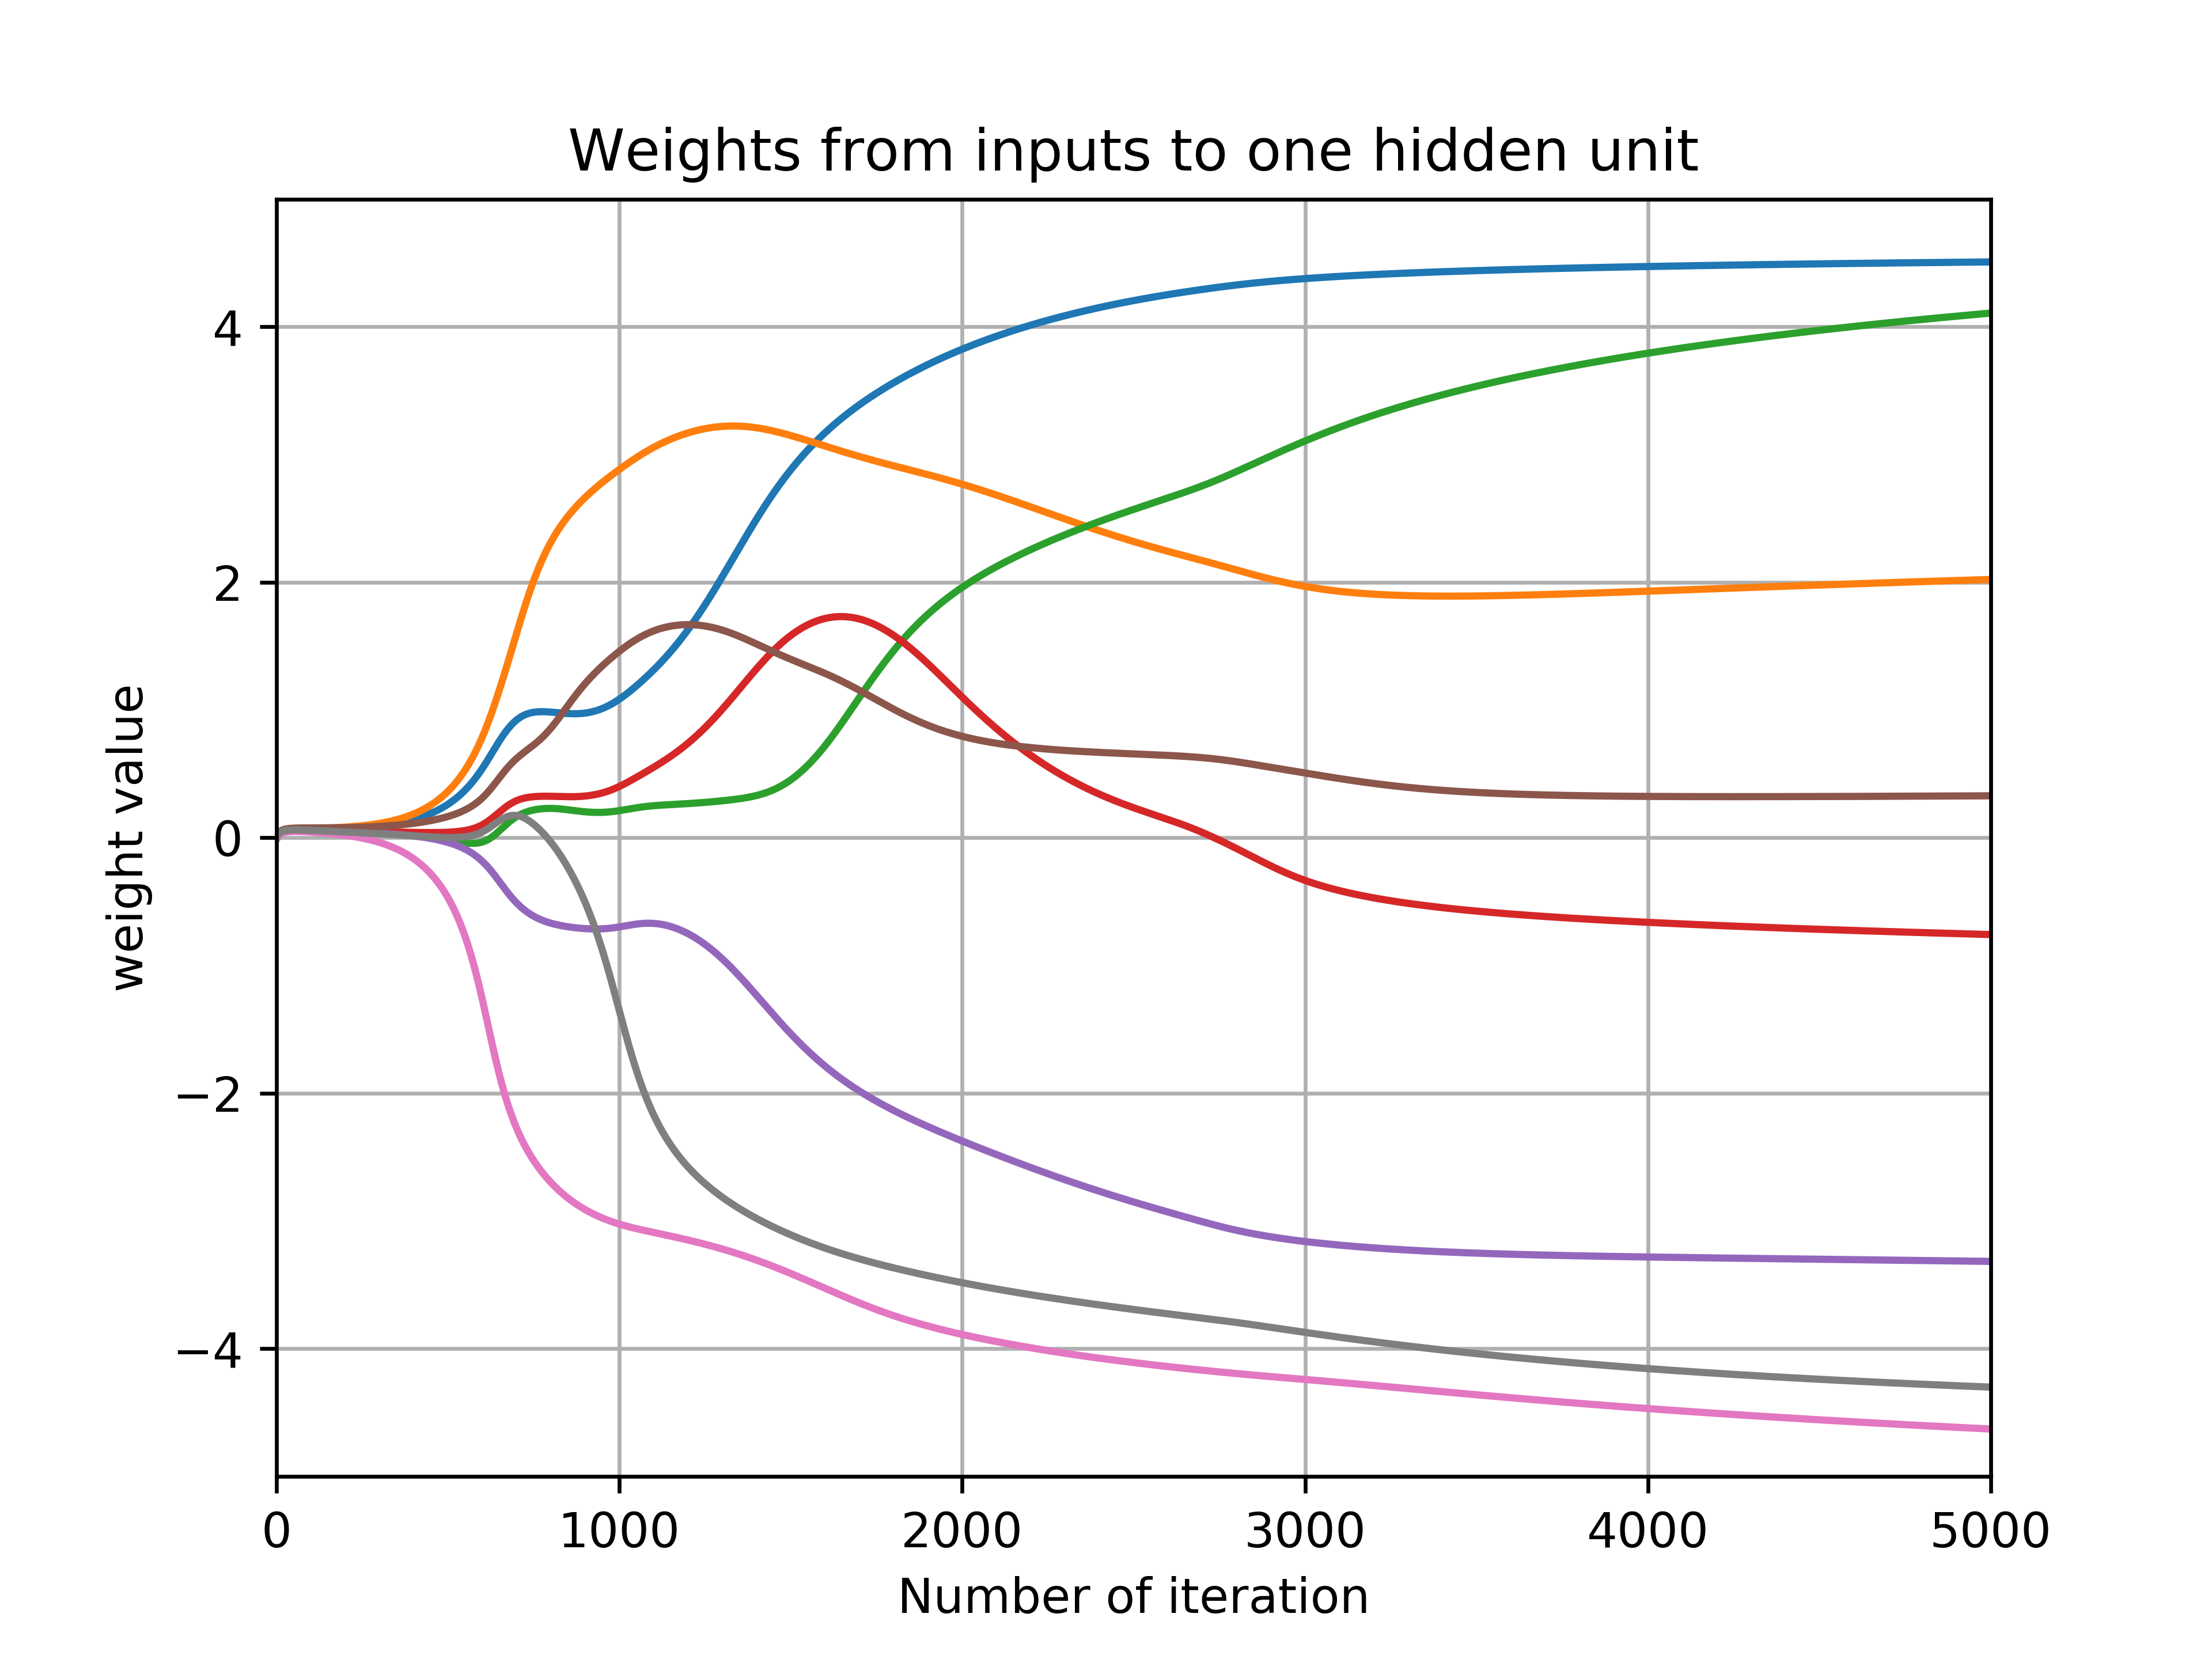 Weights from inputs to one hidden unit
weight value
4
2
0
−2
−4
0 1000 2000 3000 4000 5000
Number of iteration